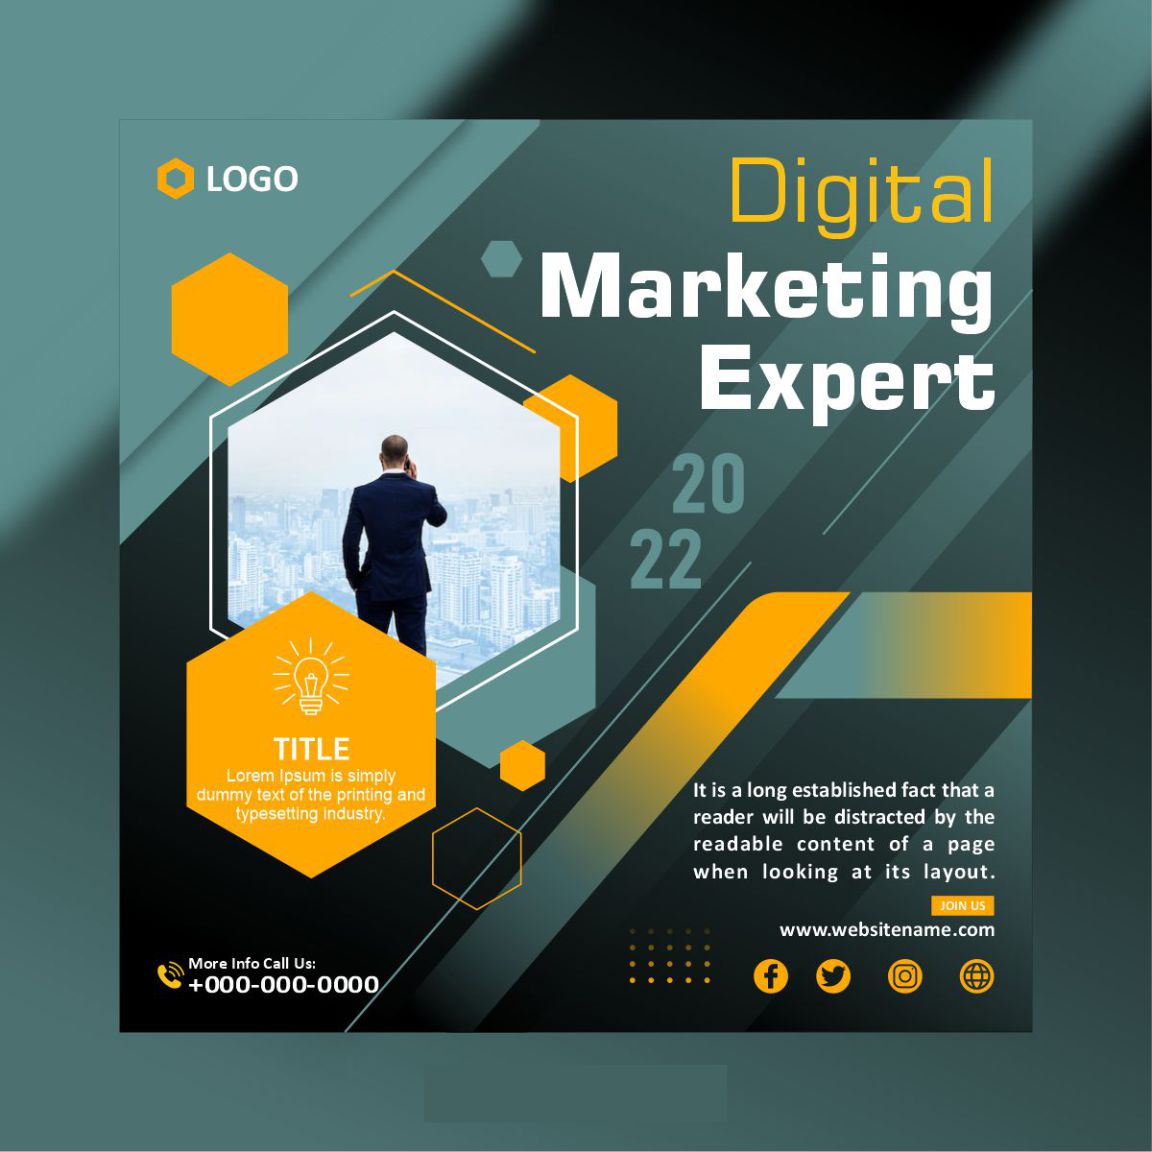 LOGO
Digital
Marketing
Expert
20
22
TITLE
Lorem Ipsum is simply
dummy text of the printing and
typesetting industry.
It is a long established fact that a
reader will be distracted by the
readable content of a page
when looking at its layout.
JOIN US
www.websitename.com
More Info Call Us:
+000-000-0000